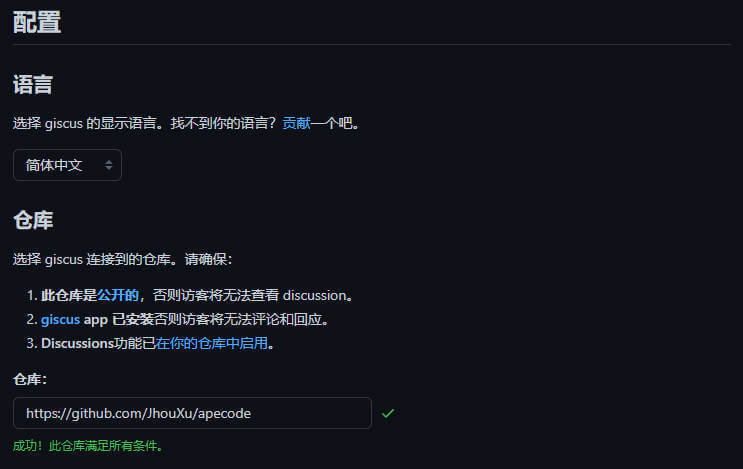 配置
语言
选择 giscus 的显示语言。找不到你的语言？贡献一个吧。
简体中文
仓库
选择 giscus 连接到的仓库。请确保：
1. 此仓库是公开的，否则访客将无法查看 discussion。
2. giscus app 已安装否则访客将无法评论和回应。
3. Discussions功能已在你的仓库中启用。
仓库：
https://github.com/JhouXu/apecode
成功！此仓库满足所有条件。